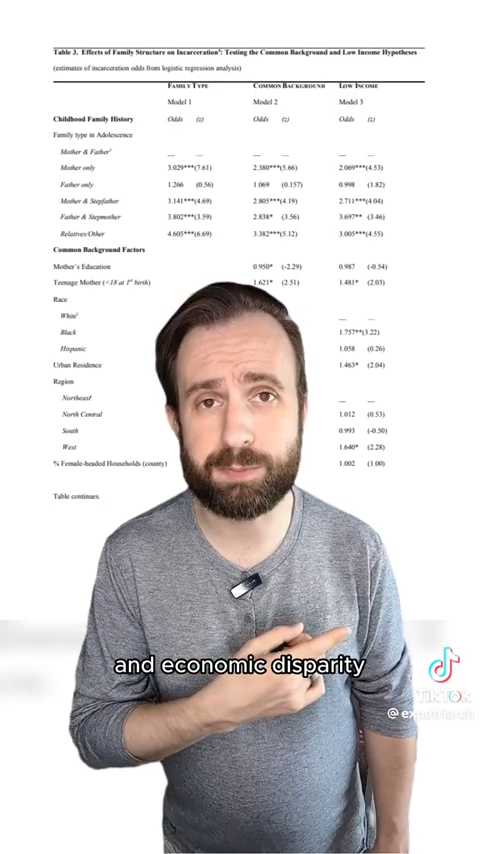 Table 3. Effects of Family Structure on Incarceration¹: Testing the Common Background and Low Income Hypotheses
(estimates of incarceration odds from logistic regression analysis)
FAMILY TYPE COMMON BACKGROUND LOW INCOME
Model 1 Model 2 Model 3
Childhood Family History Odds (z) Odds (z) Odds (z)
Family type in Adolescence
Mother & Father — — — — — —
Mother only 3.029***(7.61) 2.380***(5.66) 2.069***(4.53)
Father only 1.266 (0.56) 1.069 (0.157) 0.998 (1.82)
Mother & Stepfather 3.141***(4.69) 2.805***(4.19) 2.711***(4.04)
Father & Stepmother 3.802***(3.59) 2.838* (3.56) 3.697** (3.46)
Relatives/Other 4.605***(6.69) 3.382***(5.12) 3.005***(4.55)
Common Background Factors
Mother's Education 0.950* (-2.29) 0.987 (-0.54)
Teenage Mother (<18 at 1st birth) 1.621* (2.51) 1.481* (2.03)
Race
White — —
Black 1.757**(3.22)
Hispanic 1.058 (0.26)
Urban Residence 1.463* (2.04)
Region
Northeast — —
North Central 1.012 (0.53)
South 0.993 (-0.50)
West 1.640* (2.28)
% Female-headed Households (county) 1.002 (1.00)
Table continues
and economic disparity
TikTok
@expatriarch